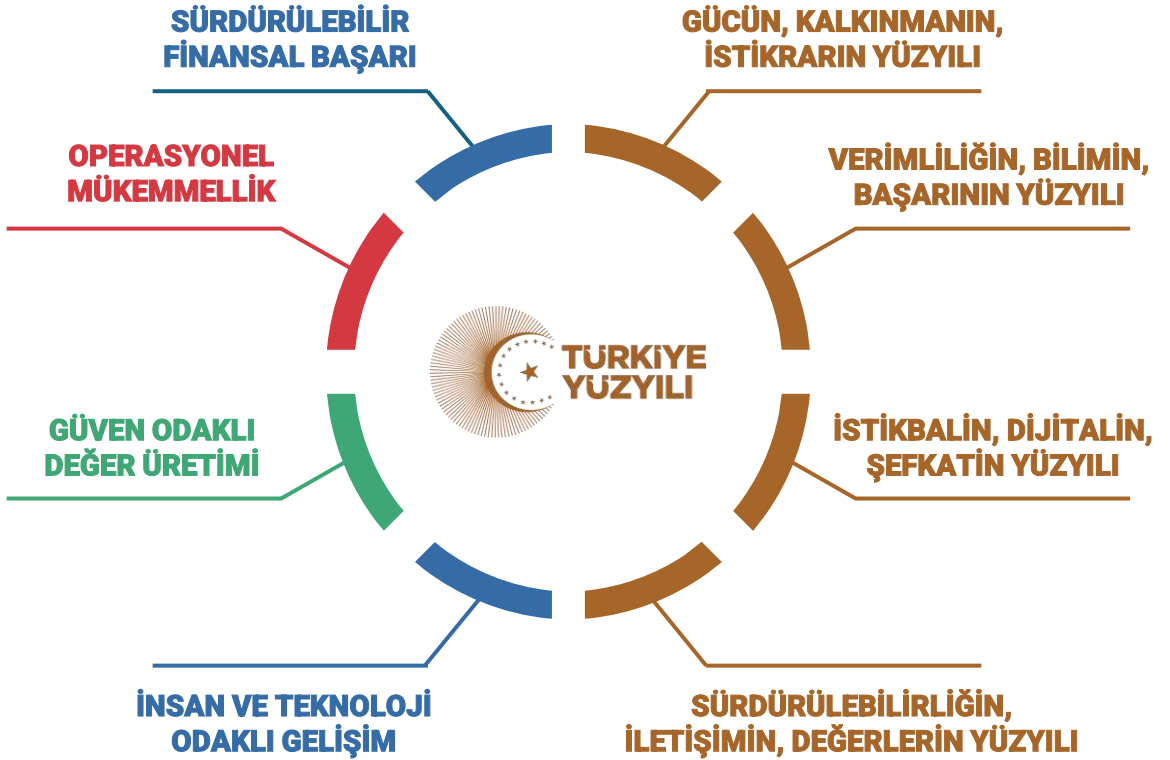 SÜRDÜRÜLEBİLİR
FİNANSAL BAŞARI
GÜCÜN, KALKINMANIN,
İSTİKRARIN YÜZYILI
OPERASYONEL
MÜKEMMELLİK
VERİMLİLİĞİN, BİLİMİN,
BAŞARININ YÜZYILI
TÜRKİYE
YÜZYILI
GÜVEN ODAKLI
DEĞER ÜRETİMİ
İSTİKBALİN, DİJİTALİN,
ŞEFKATİN YÜZYILI
İNSAN VE TEKNOLOJİ
ODAKLI GELİŞİM
SÜRDÜRÜLEBİLİRLİĞİN,
İLETİŞİMİN, DEĞERLERİN YÜZYILI